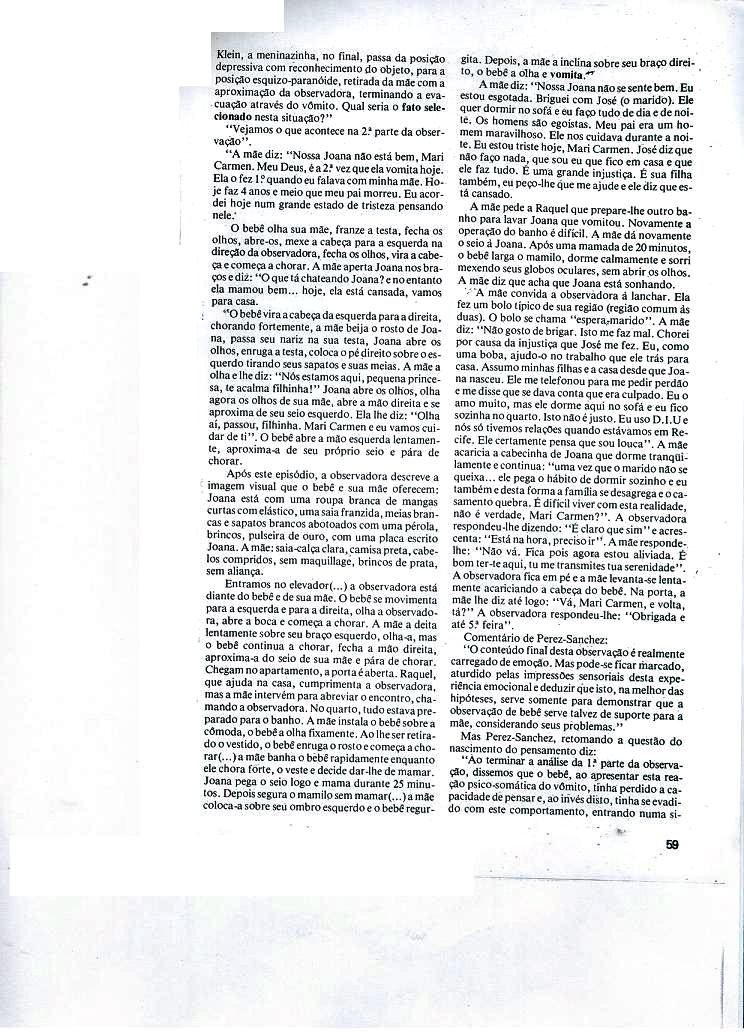 Klein, a meninazinha, no final, passa da posição
depressiva com reconhecimento do objeto, para a
posição esquizo-paranóide, retirada da mãe com a
aproximação da observadora, terminando a eva-
cuação através do vômito. Qual seria o fato sele-
cionado nesta situação?"
"Vejamos o que acontece na 2.ª parte da obser-
vação".
"A mãe diz: "Nossa Joana não está bem, Mari
Carmen. Meu Deus, é a 2.ª vez que ela vomita hoje.
Ela o fez 1.º quando eu falava com minha mãe. Ho-
je faz 4 anos e meio que meu pai morreu. Eu acor-
dei hoje num grande estado de tristeza pensando
nele.'
O bebê olha sua mãe, franze a testa, fecha os
olhos, abre-os, mexe a cabeça para a esquerda na
direção da observadora, fecha os olhos, vira a cabe-
ça e começa a chorar. A mãe aperta Joana nos bra-
ços e diz: "O que tá chateando Joana? e no entanto
ela mamou bem... hoje, ela está cansada, vamos
para casa.
"O bebê vira a cabeça da esquerda para a direita,
chorando fortemente, a mãe beija o rosto de Joa-
na, passa seu nariz na sua testa, Joana abre os
olhos, enruga a testa, coloca o pé direito sobre o es-
querdo tirando seus sapatos e suas meias. A mãe a
olha e lhe diz: "Nós estamos aqui, pequena prince-
sa, te acalma filhinha!" Joana abre os olhos, olha
agora os olhos de sua mãe, abre a mão direita e se
aproxima de seu seio esquerdo. Ela lhe diz: "Olha
aí, passou, filhinha. Mari Carmen e eu vamos cui-
dar de ti". O bebê abre a mão esquerda lentamen-
te, aproxima-a de seu próprio seio e pára de
chorar.
Após este episódio, a observadora descreve a
imagem visual que o bebê e sua mãe oferecem:
Joana está com uma roupa branca de mangas
curtas com elástico, uma saia franzida, meias bran-
cas e sapatos brancos abotoados com uma pérola,
brincos, pulseira de ouro, com uma placa escrito
Joana. A mãe: saia-calça clara, camisa preta, cabe-
los compridos, sem maquillage, brincos de prata,
sem aliança.
Entramos no elevador(...) a observadora está
diante do bebê e de sua mãe. O bebê se movimenta
para a esquerda e para a direita, olha a observado-
ra, abre a boca e começa a chorar. A mãe a deita
lentamente sobre seu braço esquerdo, olha-a, mas
o bebê continua a chorar, fecha a mão direita,
aproxima-a do seio de sua mãe e pára de chorar.
Chegam no apartamento, a porta é aberta. Raquel,
que ajuda na casa, cumprimenta a observadora,
mas a mãe intervém para abreviar o encontro, cha-
mando a observadora. No quarto, tudo estava pre-
parado para o banho. A mãe instala o bebê sobre a
cômoda, o bebê a olha fixamente. Ao lhe ser retira-
do o vestido, o bebê enruga o rosto e começa a cho-
rar(...) a mãe banha o bebê rapidamente enquanto
ele chora forte, o veste e decide dar-lhe de mamar.
Joana pega o seio logo e mama durante 25 minu-
tos. Depois segura o mamilo sem mamar(...) a mãe
coloca-a sobre seu ombro esquerdo e o bebê regur-
gita. Depois, a mãe a inclina sobre seu braço direi-
to, o bebê a olha e vomita."
A mãe diz: "Nossa Joana não se sente bem. Eu
estou esgotada. Briguei com José (o marido). Ele
quer dormir no sofá e eu faço tudo de dia e de noi-
te. Os homens são egoístas. Meu pai era um ho-
mem maravilhoso. Ele nos cuidava durante a noi-
te. Eu estou triste hoje, Mari Carmen. José diz que
não faço nada, que sou eu que fico em casa e que
ele faz tudo. É uma grande injustiça. É sua filha
também, eu peço-lhe que me ajude e ele diz que es-
tá cansado.
A mãe pede a Raquel que prepare-lhe outro ba-
nho para lavar Joana que vomitou. Novamente a
operação do banho é difícil. A mãe dá novamente
o seio á Joana. Após uma mamada de 20 minutos,
o bebê larga o mamilo, dorme calmamente e sorri
mexendo seus globos oculares, sem abrir os olhos.
A mãe diz que acha que Joana está sonhando.
"A mãe convida a observadora á lanchar. Ela
fez um bolo típico de sua região (região comum às
duas). O bolo se chama "espera-marido". A mãe
diz: "Não gosto de brigar. Isto me faz mal. Chorei
por causa da injustiça que José me fez. Eu, como
uma boba, ajudo-o no trabalho que ele trás para
casa. Assumo minhas filhas e a casa desde que Joa-
na nasceu. Ele me telefonou para me pedir perdão
e me disse que se dava conta que era culpado. Eu o
amo muito, mas ele dorme aqui no sofá e eu fico
sozinha no quarto. Isto não é justo. Eu uso D.I.U e
nós só tivemos relações quando estávamos em Re-
cife. Ele certamente pensa que sou louca". A mãe
acaricia a cabecinha de Joana que dorme tranqüi-
lamente e continua: "uma vez que o marido não se
queixa... ele pega o hábito de dormir sozinho e eu
também e desta forma a família se desagrega e o ca-
samento quebra. É difícil viver com esta realidade,
não é verdade, Mari Carmen?". A observadora
respondeu-lhe dizendo: "É claro que sim" e acres-
centa: "Está na hora, preciso ir". A mãe responde-
lhe: "Não vá. Fica pois agora estou aliviada. É
bom ter-te aqui, tu me transmites tua serenidade".
A observadora fica em pé e a mãe levanta-se lenta-
mente acariciando a cabeça do bebê. Na porta, a
mãe lhe diz até logo: "Vá, Mari Carmen, e volta,
tá?" A observadora respondeu-lhe: "Obrigada e
até 5.ª feira".
Comentário de Perez-Sanchez:
"O conteúdo final desta observação é realmente
carregado de emoção. Mas pode-se ficar marcado,
aturdido pelas impressões sensoriais desta expe-
riência emocional e deduzir que isto, na melhor das
hipóteses, serve somente para demonstrar que a
observação de bebê serve talvez de suporte para a
mãe, considerando seus problemas."
Mas Perez-Sanchez, retomando a questão do
nascimento do pensamento diz:
"Ao terminar a análise da 1.ª parte da observa-
ção, dissemos que o bebê, ao apresentar esta rea-
ção psico-somática do vômito, tinha perdido a ca-
pacidade de pensar e, ao invés disto, tinha se evadi-
do com este comportamento, entrando numa si-
59